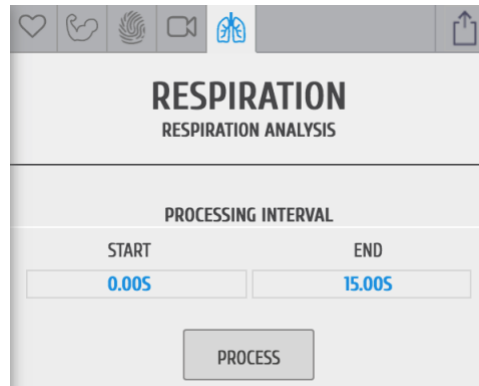 RESPIRATION
RESPIRATION ANALYSIS
PROCESSING INTERVAL
START END
0.00S 15.00S
PROCESS